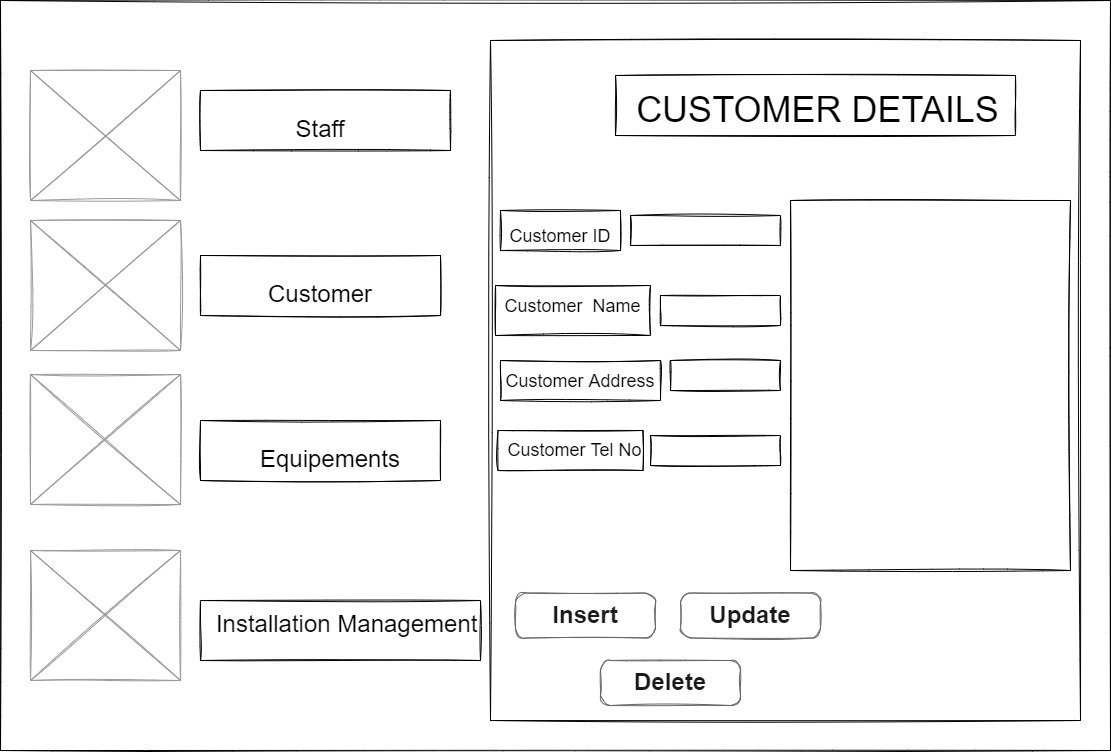 Staff
Customer
Equipements
Installation Management
CUSTOMER DETAILS
Customer ID
Customer  Name
Customer Address
Customer Tel No
Insert
Update
Delete